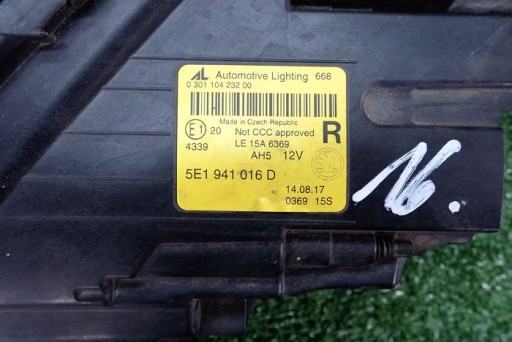 AL Automotive Lighting 668
0 301 104 232 00
Made in Czech Republic
E1 20 Not CCC approved R
4339 LE 15A 6369
AH5 12V
5E1 941 016 D
14.08.17
0369 15S
16.